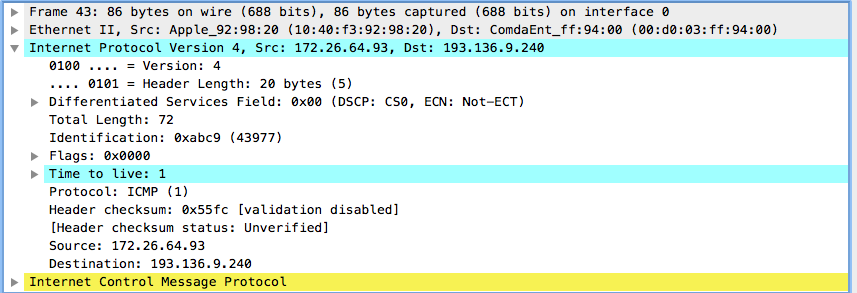 Frame 43: 86 bytes on wire (688 bits), 86 bytes captured (688 bits) on interface 0
Ethernet II, Src: Apple_92:98:20 (10:40:f3:92:98:20), Dst: ComdaEnt_ff:94:00 (00:d0:03:ff:94:00)
Internet Protocol Version 4, Src: 172.26.64.93, Dst: 193.136.9.240
0100 .... = Version: 4
.... 0101 = Header Length: 20 bytes (5)
Differentiated Services Field: 0x00 (DSCP: CS0, ECN: Not-ECT)
Total Length: 72
Identification: 0xabc9 (43977)
Flags: 0x0000
Time to live: 1
Protocol: ICMP (1)
Header checksum: 0x55fc [validation disabled]
[Header checksum status: Unverified]
Source: 172.26.64.93
Destination: 193.136.9.240
Internet Control Message Protocol